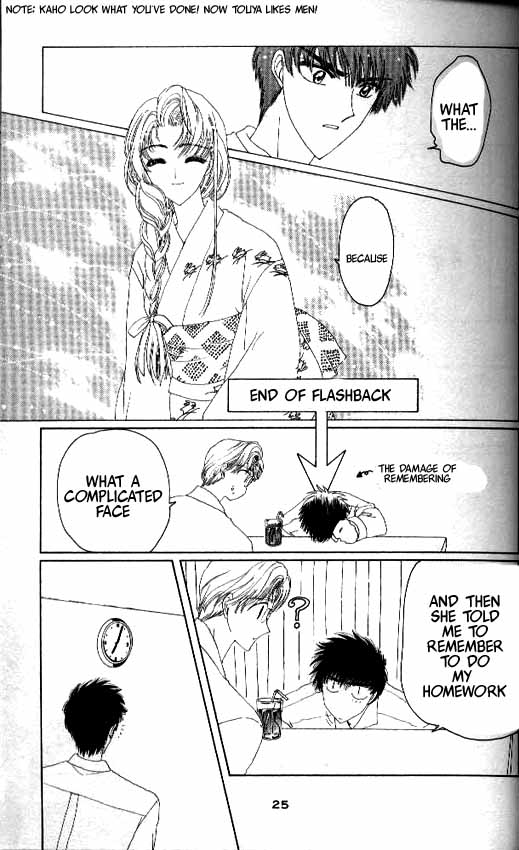 NOTE: KAHO LOOK WHAT YOU'VE DONE! NOW TOUYA LIKES MEN!
WHAT
THE...
BECAUSE
END OF FLASHBACK
THE DAMAGE OF
REMEMBERING
WHAT A
COMPLICATED
FACE
?
AND THEN
SHE TOLD
ME TO
REMEMBER
TO DO
MY
HOMEWORK
25